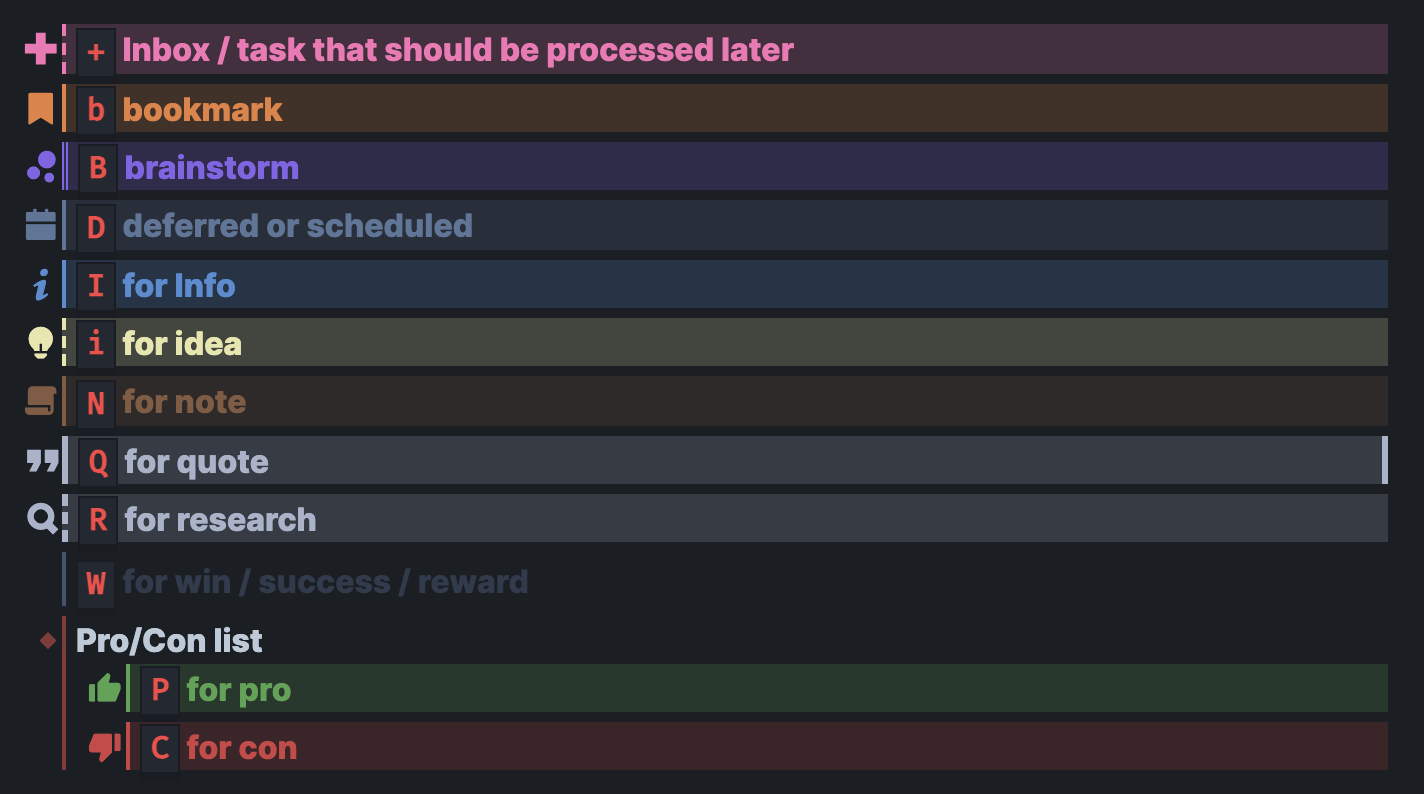 + Inbox / task that should be processed later
b bookmark
B brainstorm
D deferred or scheduled
I for Info
i for idea
N for note
Q for quote
R for research
W for win / success / reward
Pro/Con list
P for pro
C for con